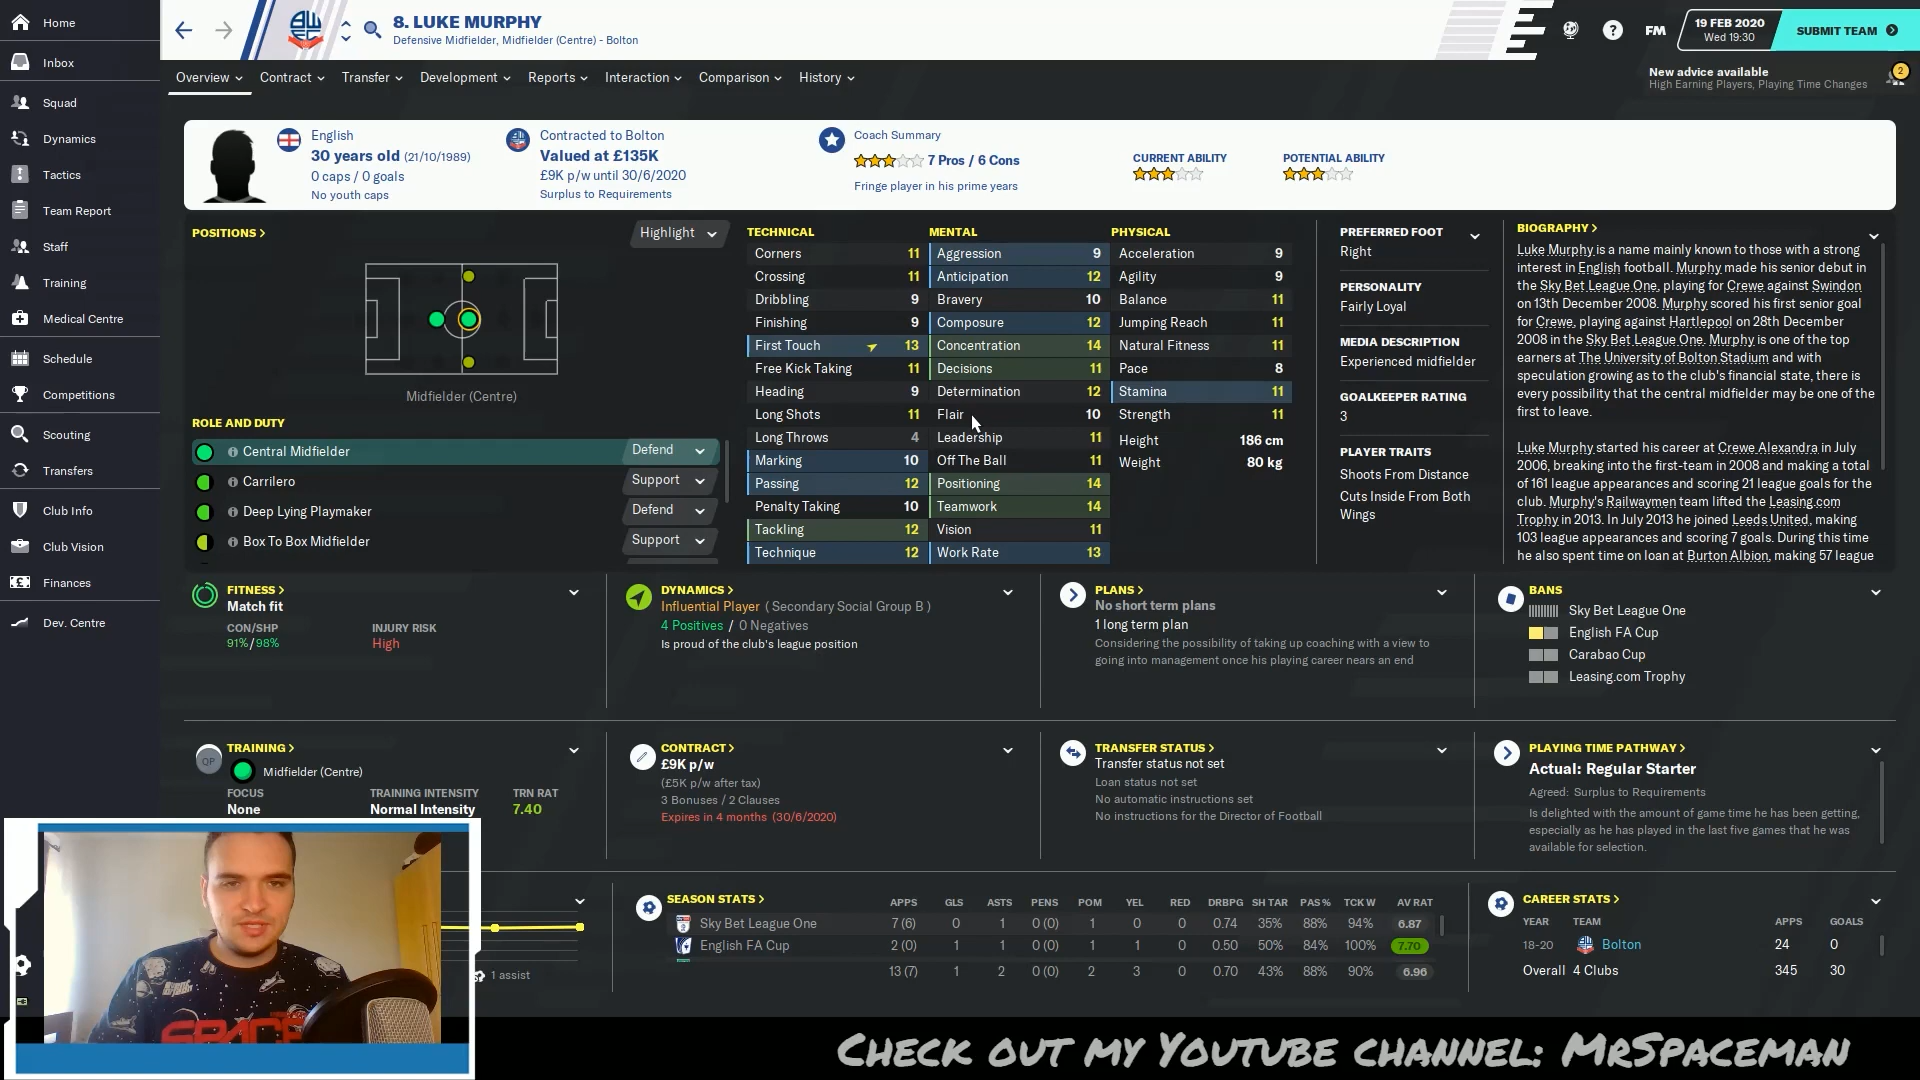 Home
Inbox
Squad
Dynamics
Tactics
Team Report
Staff
Training
Medical Centre
Schedule
Competitions
Scouting
Transfers
Club Info
Club Vision
Finances
Dev. Centre
8. LUKE MURPHY
Defensive Midfielder, Midfielder (Centre) - Bolton
FM
19 FEB 2020
Wed 19:30
SUBMIT TEAM
Overview
Contract
Transfer
Development
Reports
Interaction
Comparison
History
New advice available
High Earning Players, Playing Time Changes
2
English
30 years old (21/10/1989)
0 caps / 0 goals
No youth caps
Contracted to Bolton
Valued at £135K
£9K p/w until 30/6/2020
Surplus to Requirements
Coach Summary
7 Pros / 6 Cons
Fringe player in his prime years
CURRENT ABILITY
POTENTIAL ABILITY
POSITIONS >
Highlight
Midfielder (Centre)
ROLE AND DUTY
Central Midfielder Defend
Carrilero Support
Deep Lying Playmaker Defend
Box To Box Midfielder Support
TECHNICAL
Corners 11
Crossing 11
Dribbling 9
Finishing 9
First Touch 13
Free Kick Taking 11
Heading 9
Long Shots 11
Long Throws 4
Marking 10
Passing 12
Penalty Taking 10
Tackling 12
Technique 12
MENTAL
Aggression 9
Anticipation 12
Bravery 10
Composure 12
Concentration 14
Decisions 11
Determination 12
Flair 10
Leadership 11
Off The Ball 11
Positioning 14
Teamwork 14
Vision 11
Work Rate 13
PHYSICAL
Acceleration 9
Agility 9
Balance 11
Jumping Reach 11
Natural Fitness 11
Pace 8
Stamina 11
Strength 11
Height 186 cm
Weight 80 kg
PREFERRED FOOT
Right
PERSONALITY
Fairly Loyal
MEDIA DESCRIPTION
Experienced midfielder
GOALKEEPER RATING
3
PLAYER TRAITS
Shoots From Distance
Cuts Inside From Both
Wings
BIOGRAPHY >
Luke Murphy is a name mainly known to those with a strong
interest in English football. Murphy made his senior debut in
the Sky Bet League One, playing for Crewe against Swindon
on 13th December 2008. Murphy scored his first senior goal
for Crewe, playing against Hartlepool on 28th December
2008 in the Sky Bet League One. Murphy is one of the top
earners at The University of Bolton Stadium and with
speculation growing as to the club's financial state, there is
every possibility that the central midfielder may be one of the
first to leave.
Luke Murphy started his career at Crewe Alexandra in July
2006, breaking into the first-team in 2008 and making a total
of 161 league appearances and scoring 21 league goals for the
club. Murphy's Railwaymen team lifted the Leasing.com
Trophy in 2013. In July 2013 he joined Leeds United, making
103 league appearances and scoring 7 goals. During this time
he also spent time on loan at Burton Albion, making 57 league
FITNESS >
Match fit
CON/SHP
91%/98%
INJURY RISK
High
DYNAMICS >
Influential Player ( Secondary Social Group B )
4 Positives / 0 Negatives
Is proud of the club's league position
PLANS >
No short term plans
1 long term plan
Considering the possibility of taking up coaching with a view to
going into management once his playing career nears an end
BANS
Sky Bet League One
English FA Cup
Carabao Cup
Leasing.com Trophy
TRAINING >
QP
Midfielder (Centre)
FOCUS
None
TRAINING INTENSITY
Normal Intensity
TRN RAT
7.40
CONTRACT >
£9K p/w
(£5K p/w after tax)
3 Bonuses / 2 Clauses
Expires in 4 months (30/6/2020)
TRANSFER STATUS >
Transfer status not set
Loan status not set
No automatic instructions set
No instructions for the Director of Football
PLAYING TIME PATHWAY >
Actual: Regular Starter
Agreed: Surplus to Requirements
Is delighted with the amount of game time he has been getting,
especially as he has played in the last five games that he was
available for selection.
1 assist
SPACE
SEASON STATS > APPS GLS ASTS PENS POM YEL RED DRBPG SH TAR PAS % TCK W AV RAT
Sky Bet League One 7 (6) 0 1 0 (0) 1 0 0 0.74 35% 88% 94% 6.87
English FA Cup 2 (0) 1 1 0 (0) 1 1 0 0.50 50% 84% 100% 7.70
13 (7) 1 2 0 (0) 2 3 0 0.70 43% 88% 90% 6.96
CAREER STATS >
YEAR TEAM APPS GOALS
18-20 Bolton 24 0
Overall 4 Clubs 345 30
Check out my Youtube channel: MrSpaceman